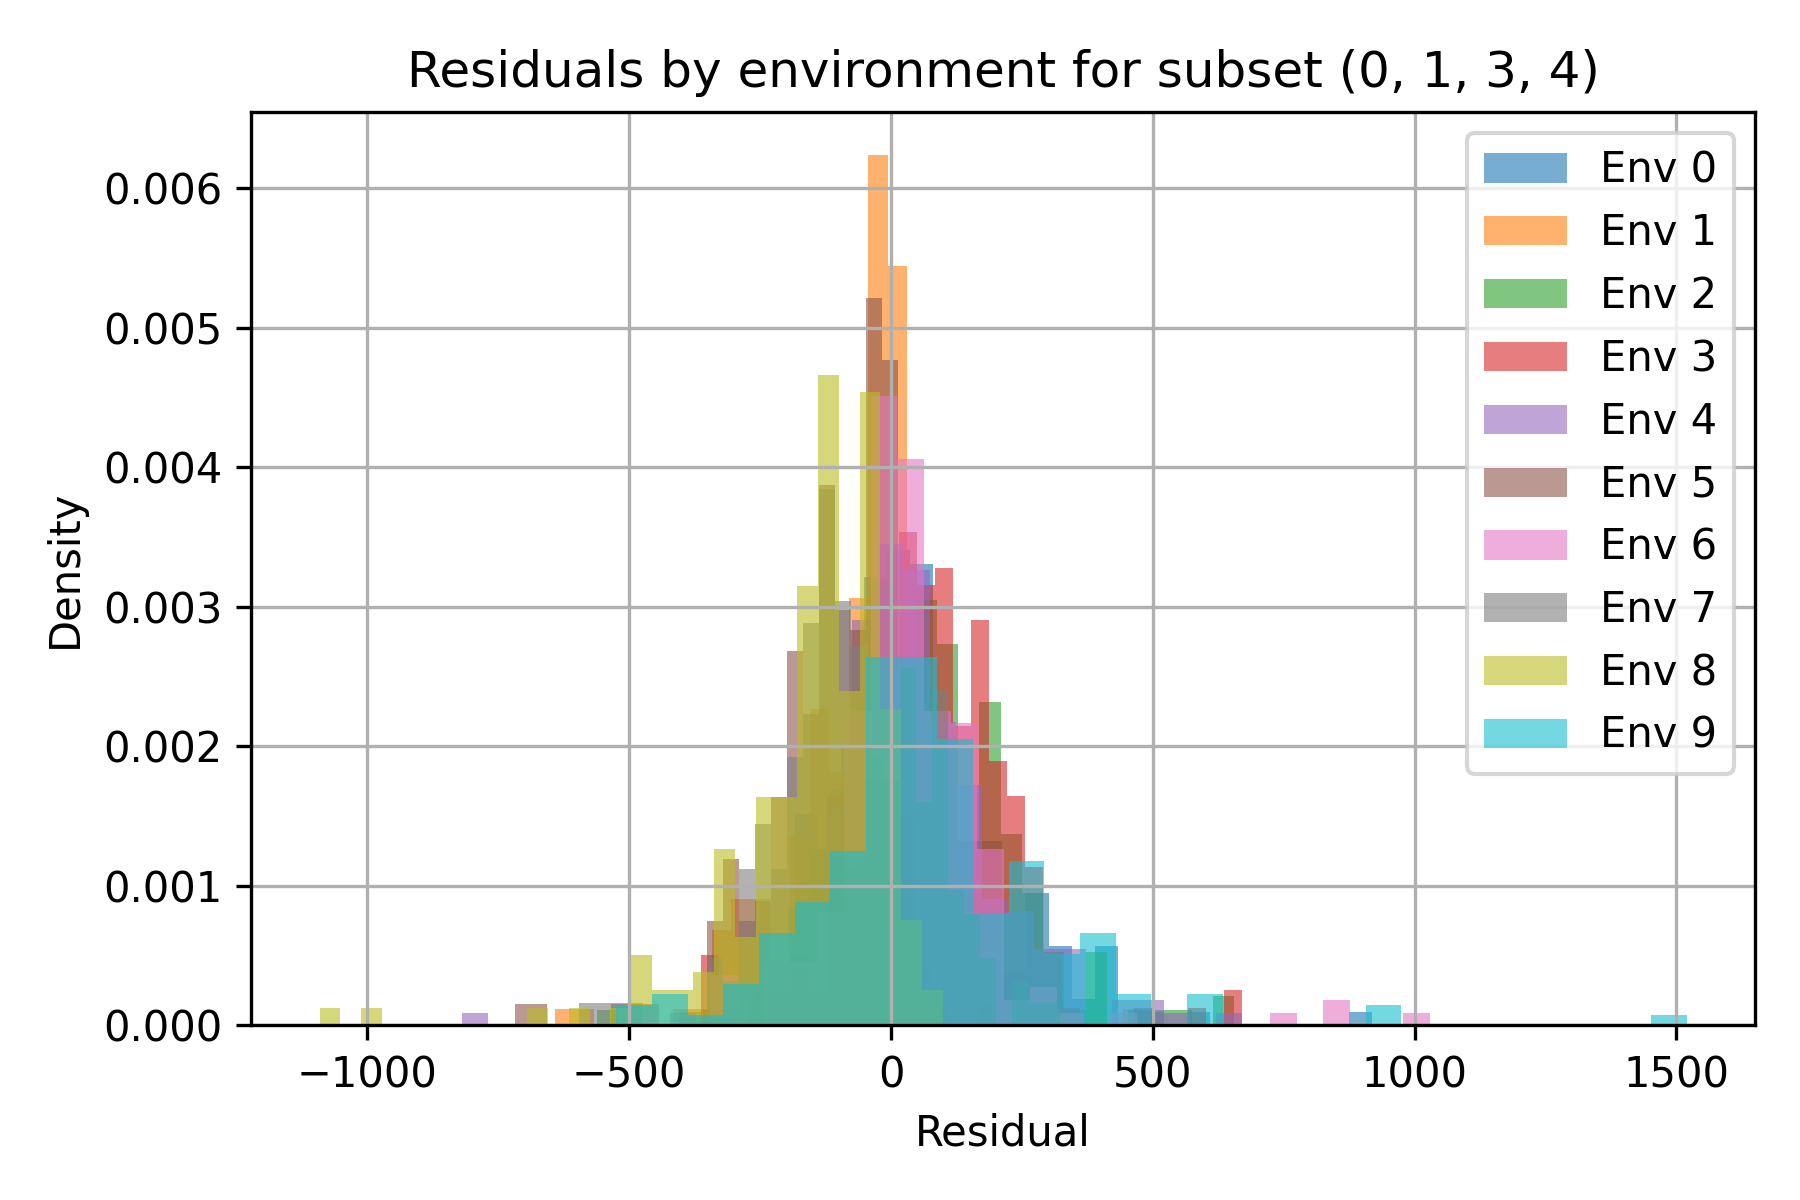 Residuals by environment for subset (0, 1, 3, 4)
Density
0.006
0.005
0.004
0.003
0.002
0.001
0.000
−1000
−500
0
500
1000
1500
Residual
Env 0
Env 1
Env 2
Env 3
Env 4
Env 5
Env 6
Env 7
Env 8
Env 9